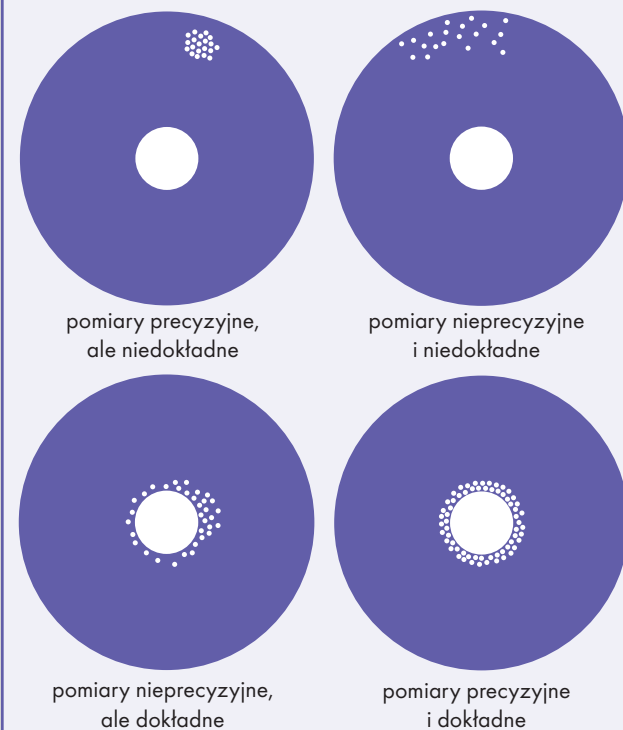 pomiary precyzyjne,
ale niedokładne
pomiary nieprecyzyjne
i niedokładne
pomiary nieprecyzyjne,
ale dokładne
pomiary precyzyjne
i dokładne